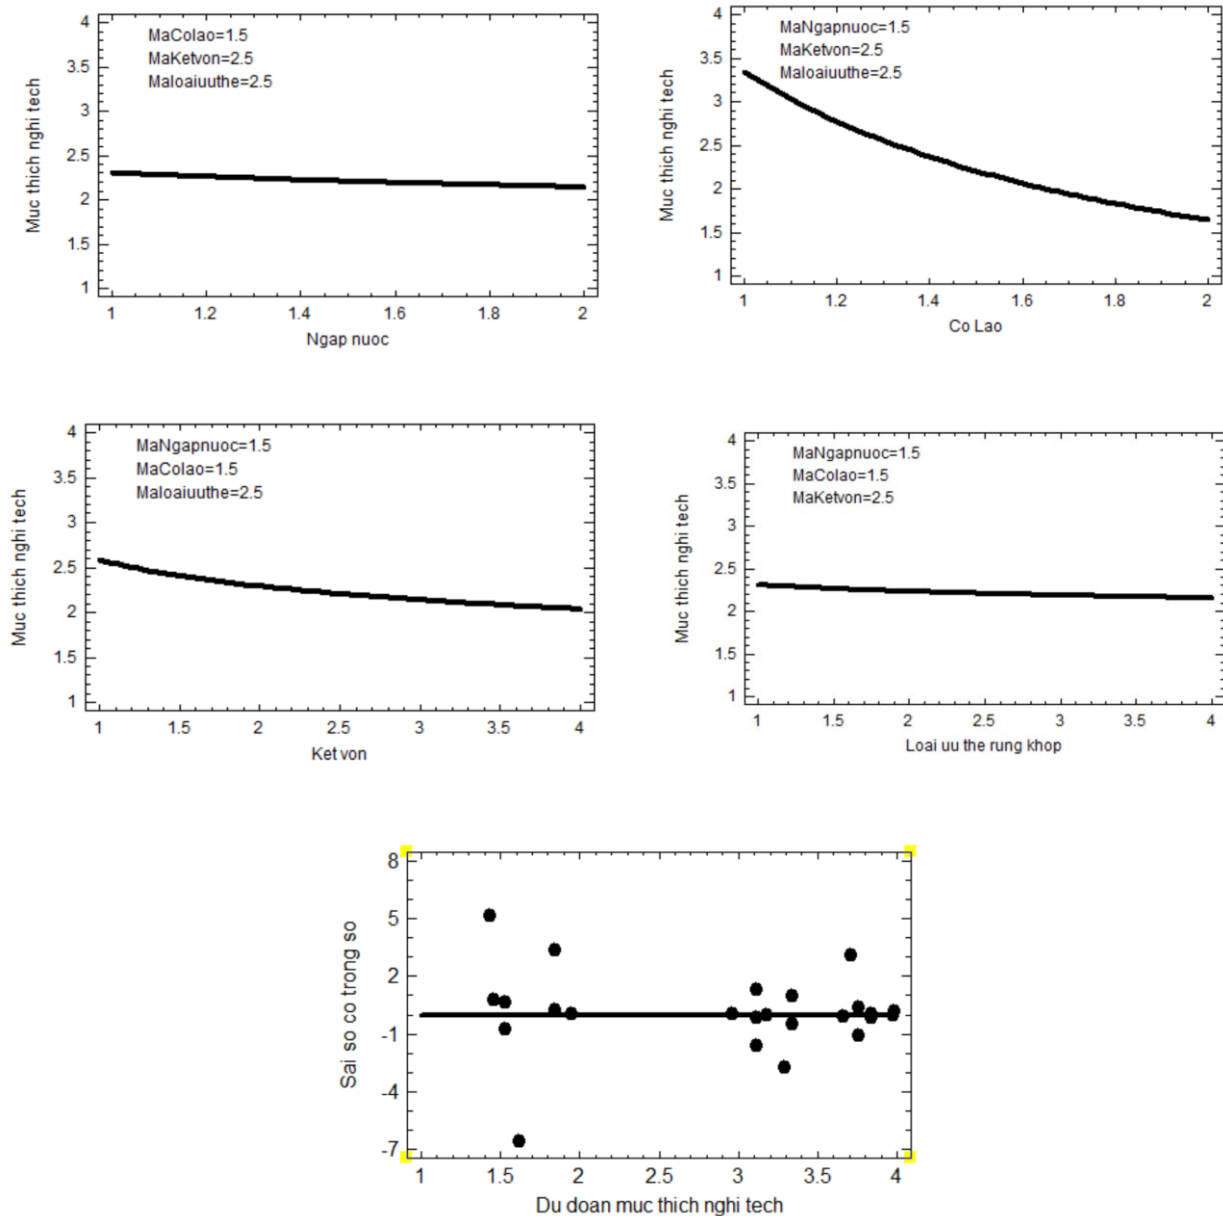 MaColao=1.5
MaKetvon=2.5
Maloaiuuthe=2.5
Muc thich nghi tech
4
3.5
3
2.5
2
1.5
1
1 1.2 1.4 1.6 1.8 2
Ngap nuoc
MaNgapnuoc=1.5
MaKetvon=2.5
Maloaiuuthe=2.5
Muc thich nghi tech
4
3.5
3
2.5
2
1.5
1
1 1.2 1.4 1.6 1.8 2
Co Lao
MaNgapnuoc=1.5
MaColao=1.5
Maloaiuuthe=2.5
Muc thich nghi tech
4
3.5
3
2.5
2
1.5
1
1 1.5 2 2.5 3 3.5 4
Ket von
MaNgapnuoc=1.5
MaColao=1.5
MaKetvon=2.5
Muc thich nghi tech
4
3.5
3
2.5
2
1.5
1
1 1.5 2 2.5 3 3.5 4
Loai uu the rung khop
Sai so co trong so
8
5
2
-1
-4
-7
1 1.5 2 2.5 3 3.5 4
Du doan muc thich nghi tech